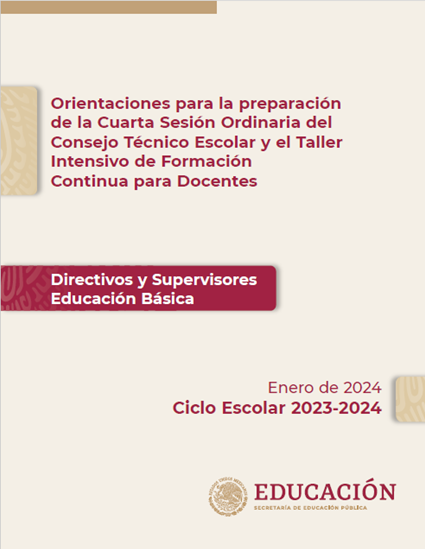 Orientaciones para la preparación
de la Cuarta Sesión Ordinaria del
Consejo Técnico Escolar y el Taller
Intensivo de Formación
Continua para Docentes
Directivos y Supervisores
Educación Básica
Enero de 2024
Ciclo Escolar 2023-2024
EDUCACIÓN
SECRETARÍA DE EDUCACIÓN PÚBLICA